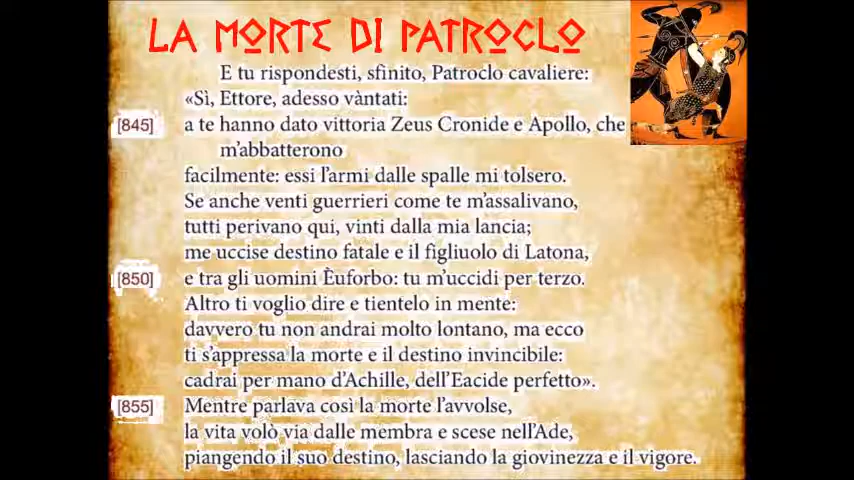 LA MORTE DI PATROCLO
E tu rispondesti, sfinito, Patroclo cavaliere:
«Sì, Ettore, adesso vàntati:
[845] a te hanno dato vittoria Zeus Cronide e Apollo, che
m'abbatterono
facilmente: essi l'armi dalle spalle mi tolsero.
Se anche venti guerrieri come te m'assalivano,
tutti perivano qui, vinti dalla mia lancia;
me uccise destino fatale e il figliuolo di Latona,
[850] e tra gli uomini Èuforbo: tu m'uccidi per terzo.
Altro ti voglio dire e tientelo in mente:
davvero tu non andrai molto lontano, ma ecco
ti s'appressa la morte e il destino invincibile:
cadrai per mano d'Achille, dell'Eacide perfetto».
[855] Mentre parlava così la morte l'avvolse,
la vita volò via dalle membra e scese nell'Ade,
piangendo il suo destino, lasciando la giovinezza e il vigore.